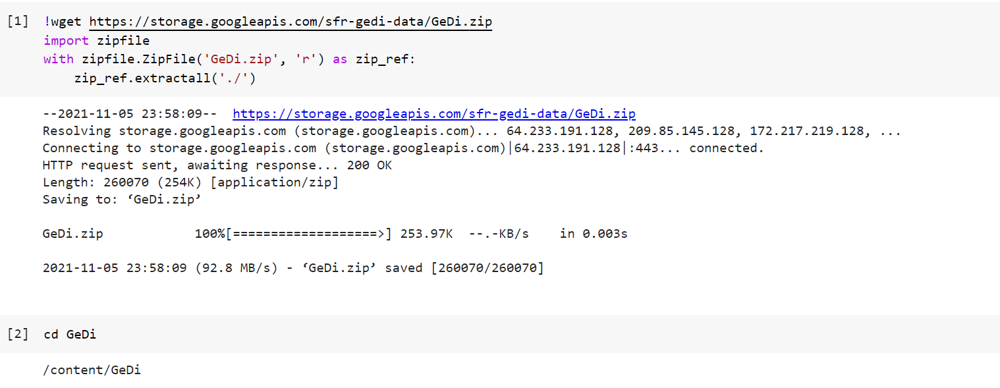 [1] !wget https://storage.googleapis.com/sfr-gedi-data/GeDi.zip
import zipfile
with zipfile.ZipFile('GeDi.zip', 'r') as zip_ref:
    zip_ref.extractall('./')
--2021-11-05 23:58:09--  https://storage.googleapis.com/sfr-gedi-data/GeDi.zip
Resolving storage.googleapis.com (storage.googleapis.com)... 64.233.191.128, 209.85.145.128, 172.217.219.128, ...
Connecting to storage.googleapis.com (storage.googleapis.com)|64.233.191.128|:443... connected.
HTTP request sent, awaiting response... 200 OK
Length: 260070 (254K) [application/zip]
Saving to: ‘GeDi.zip’
GeDi.zip            100%[===================>] 253.97K  --.-KB/s    in 0.003s
2021-11-05 23:58:09 (92.8 MB/s) - ‘GeDi.zip’ saved [260070/260070]
[2] cd GeDi
/content/GeDi